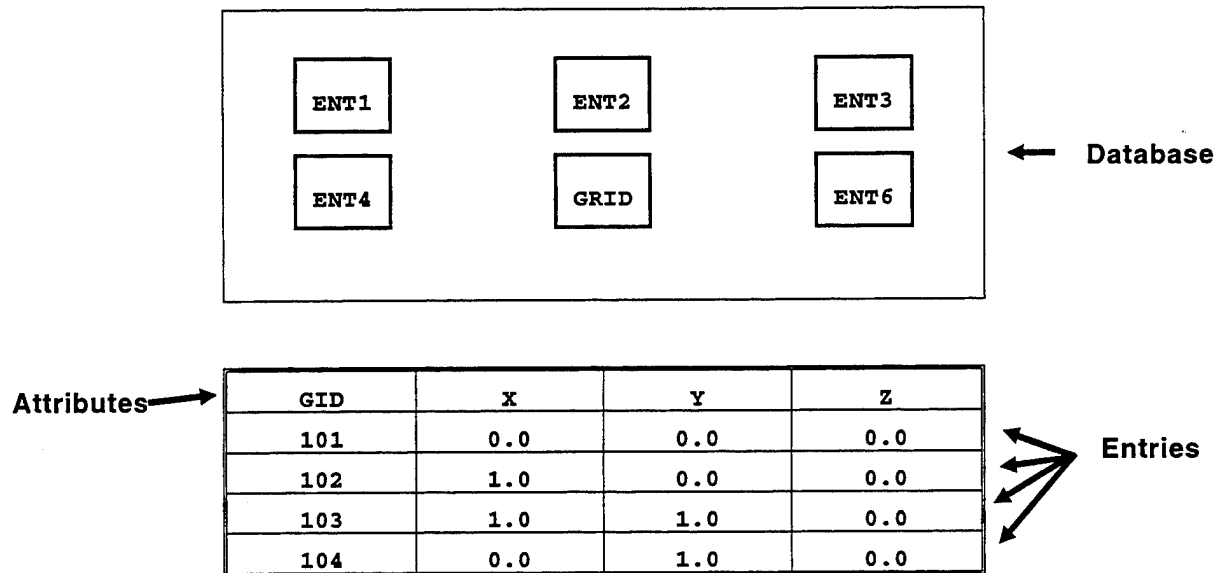 ENT1 ENT2 ENT3
Database
ENT4 GRID ENT6
Attributes
GID X Y Z
101 0.0 0.0 0.0
Entries
102 1.0 0.0 0.0
103 1.0 1.0 0.0
104 0.0 1.0 0.0